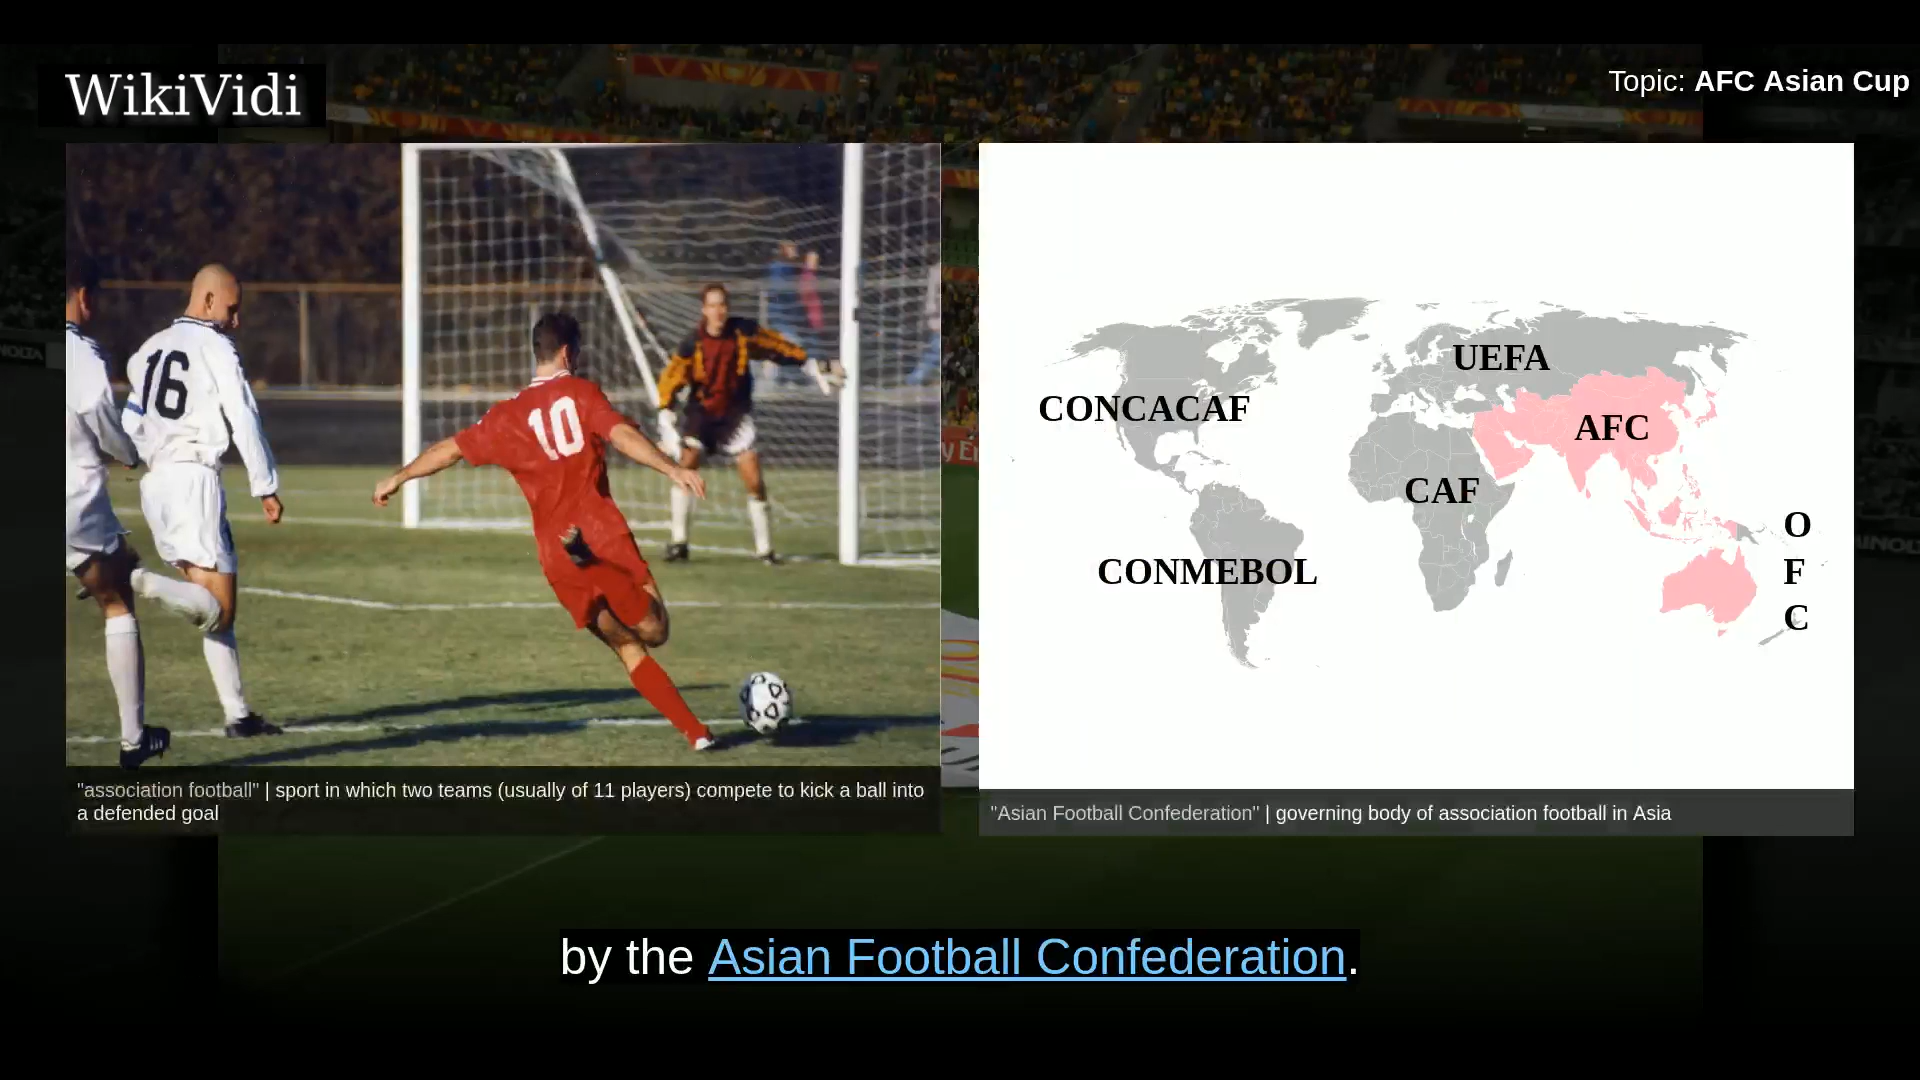 WikiVidi
Topic: AFC Asian Cup
NOLTA
16
10
"association football" | sport in which two teams (usually of 11 players) compete to kick a ball into
a defended goal
UEFA
CONCACAF
AFC
CAF
CONMEBOL
O
F
C
"Asian Football Confederation" | governing body of association football in Asia
by the Asian Football Confederation.